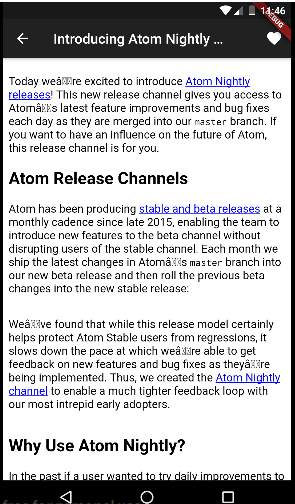 14:46
DEBUG
Introducing Atom Nightly ...
Today weâ��re excited to introduce Atom Nightly
releases! This new release channel gives you access to
Atomâ��s latest feature improvements and bug fixes
each day as they are merged into our master branch. If
you want to have an influence on the future of Atom,
this release channel is for you.
Atom Release Channels
Atom has been producing stable and beta releases at a
monthly cadence since late 2015, enabling the team to
introduce new features to the beta channel without
disrupting users of the stable channel. Each month we
ship the latest changes in Atomâ��s master branch into
our new beta release and then roll the previous beta
changes into the new stable release:
Weâ��ve found that while this release model certainly
helps protect Atom Stable users from regressions, it
slows down the pace at which weâ��re able to get
feedback on new features and bug fixes as theyâ��re
being implemented. Thus, we created the Atom Nightly
channel to enable a much tighter feedback loop with
our most intrepid early adopters.
Why Use Atom Nightly?
In the past if a user wanted to try daily improvements to